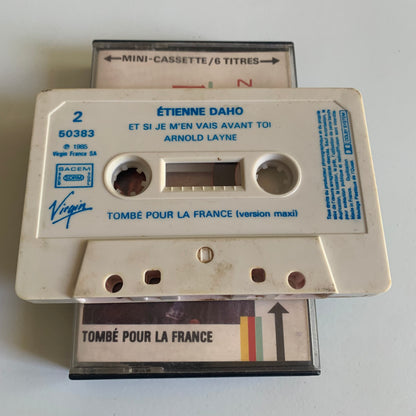 MINI-CASSETTE/6 TITRES
2
50383
℗ 1985
Virgin France SA
SACEM
SDRM
Virgin
ÉTIENNE DAHO
ET SI JE M'EN VAIS AVANT TOI
ARNOLD LAYNE
TOMBÉ POUR LA FRANCE (version maxi)
TOMBÉ POUR LA FRANCE